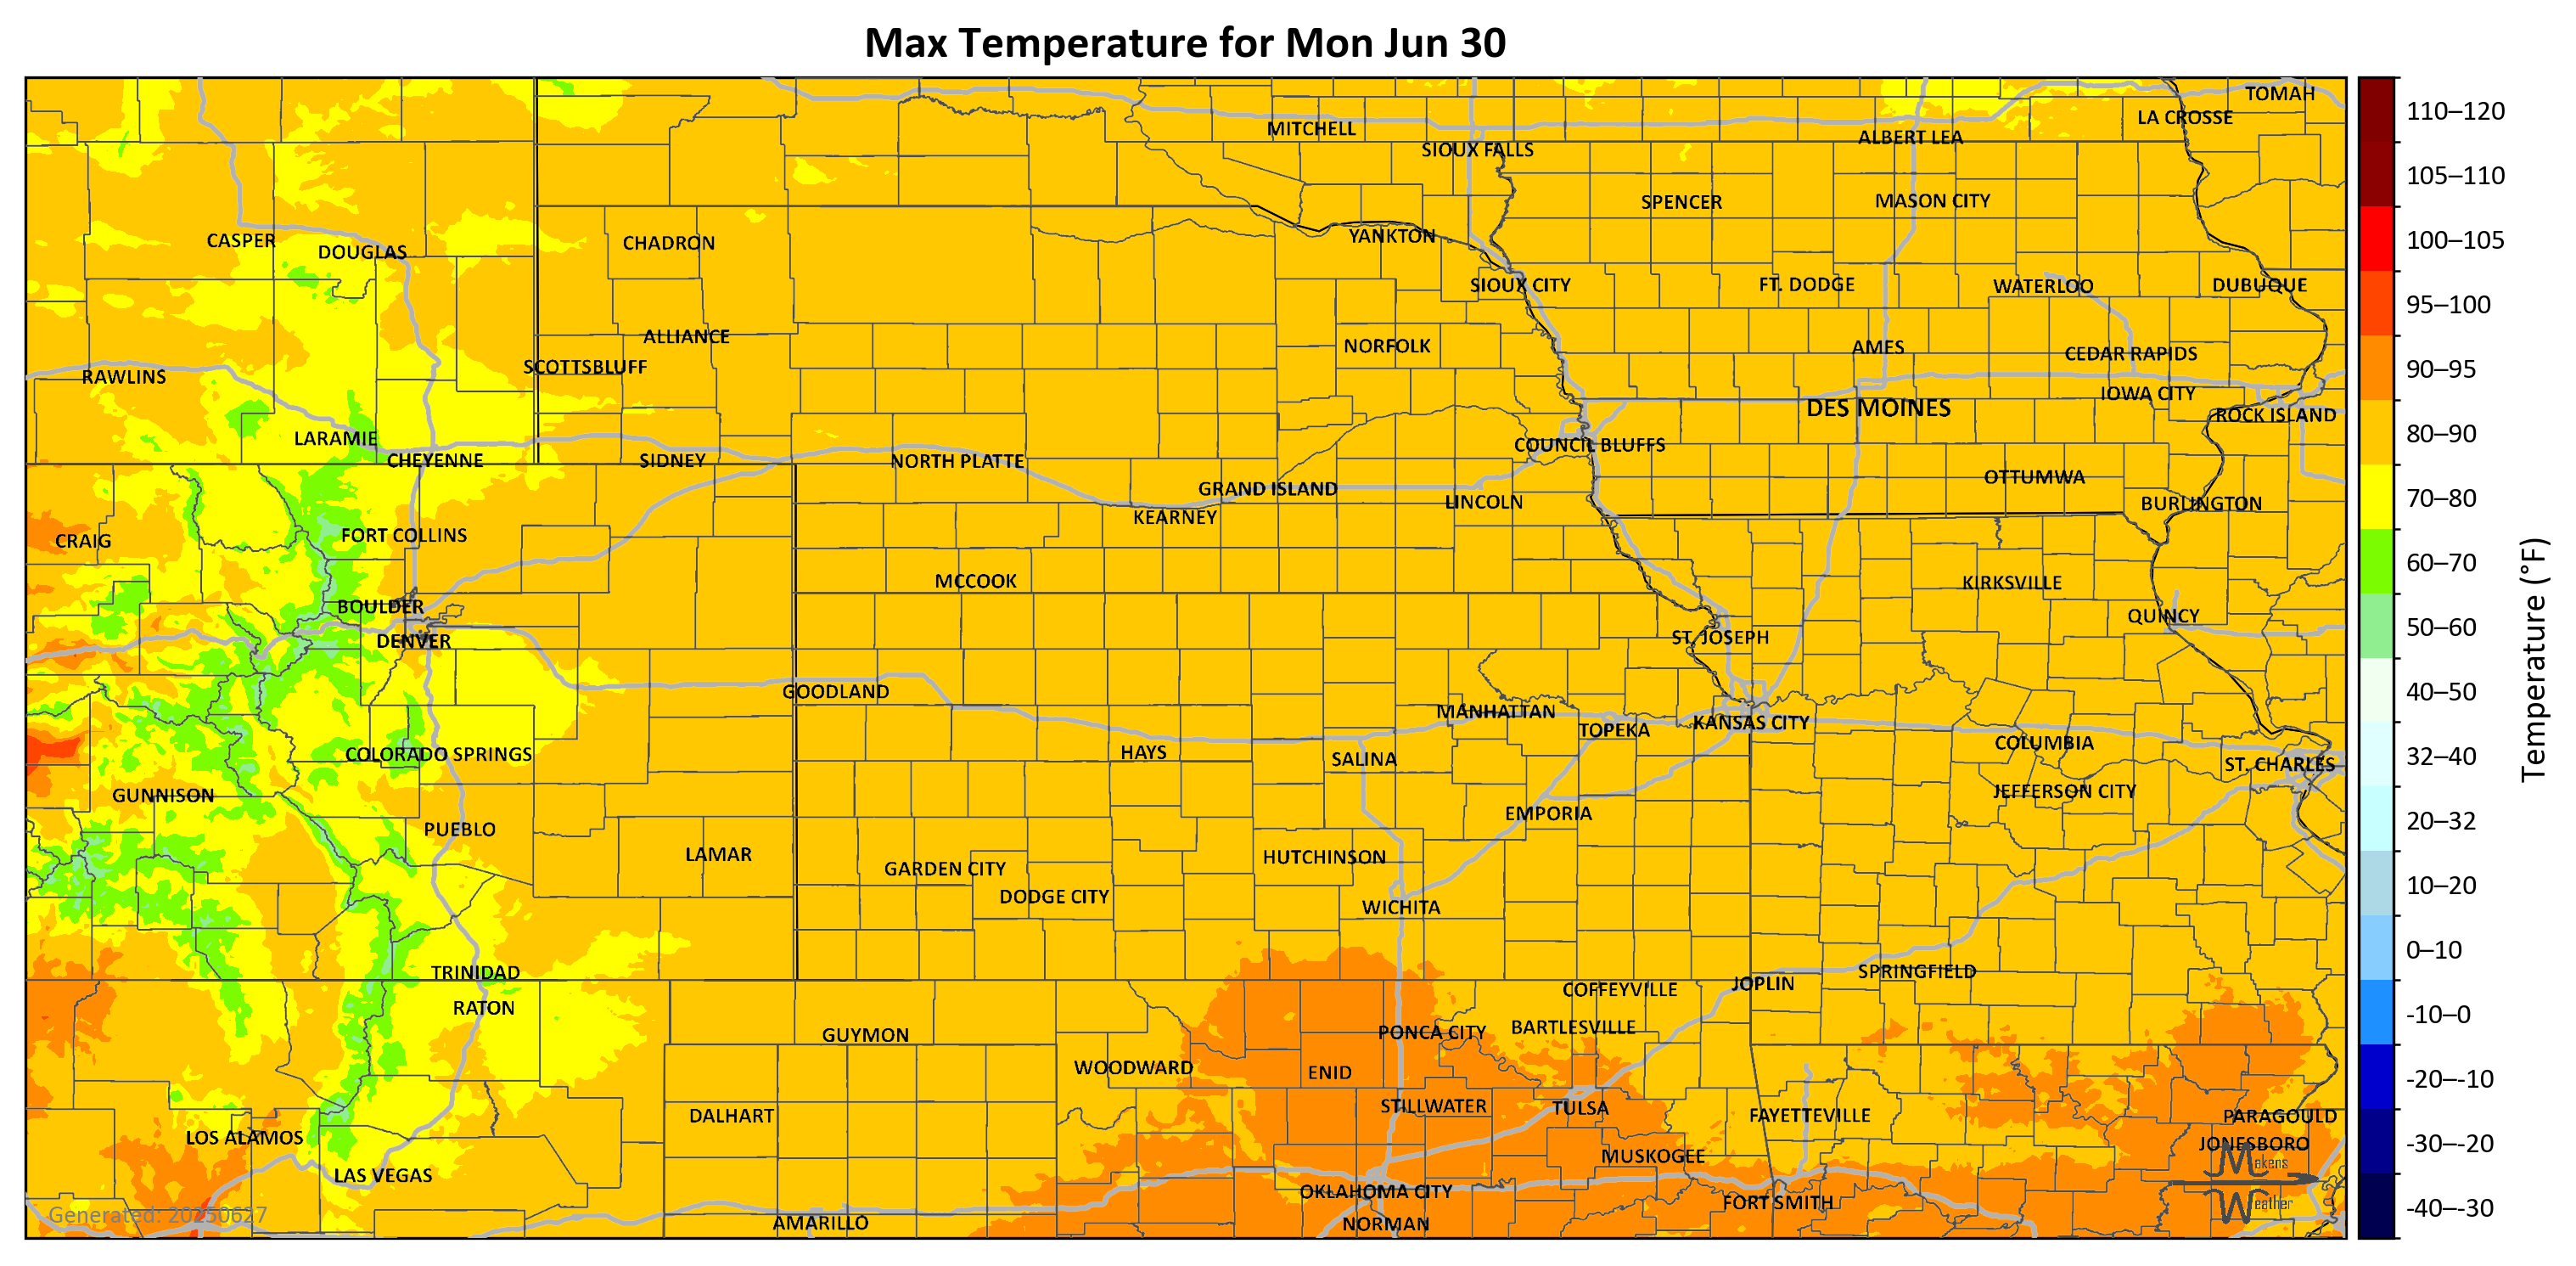 Max Temperature for Mon Jun 30
TOMAH
LA CROSSE
MITCHELL
ALBERT LEA
SIOUX FALLS
SPENCER
MASON CITY
YANKTON
CASPER
DOUGLAS
CHADRON
SIOUX CITY
FT. DODGE
WATERLOO
DUBUQUE
ALLIANCE
NORFOLK
AMES
CEDAR RAPIDS
SCOTTSBLUFF
RAWLINS
IOWA CITY
DES MOINES
ROCK ISLAND
LARAMIE
COUNCIL BLUFFS
CHEYENNE
SIDNEY
NORTH PLATTE
OTTUMWA
GRAND ISLAND
LINCOLN
BURLINGTON
KEARNEY
FORT COLLINS
CRAIG
MCCOOK
KIRKSVILLE
BOULDER
QUINCY
DENVER
ST. JOSEPH
GOODLAND
MANHATTAN
TOPEKA
KANSAS CITY
COLUMBIA
COLORADO SPRINGS
HAYS
SALINA
ST. CHARLES
GUNNISON
JEFFERSON CITY
EMPORIA
PUEBLO
LAMAR
HUTCHINSON
GARDEN CITY
DODGE CITY
WICHITA
TRINIDAD
SPRINGFIELD
JOPLIN
COFFEYVILLE
RATON
BARTLESVILLE
PONCA CITY
GUYMON
WOODWARD
ENID
STILLWATER
TULSA
DALHART
FAYETTEVILLE
PARAGOULD
LOS ALAMOS
JONESBORO
MUSKOGEE
LAS VEGAS
OKLAHOMA CITY
FORT SMITH
AMARILLO
NORMAN
Makens
Weather
Generated: 20250627
110–120
105–110
100–105
95–100
90–95
80–90
70–80
60–70
50–60
40–50
32–40
20–32
10–20
0–10
-10–0
-20–-10
-30–-20
-40–-30
Temperature (°F)